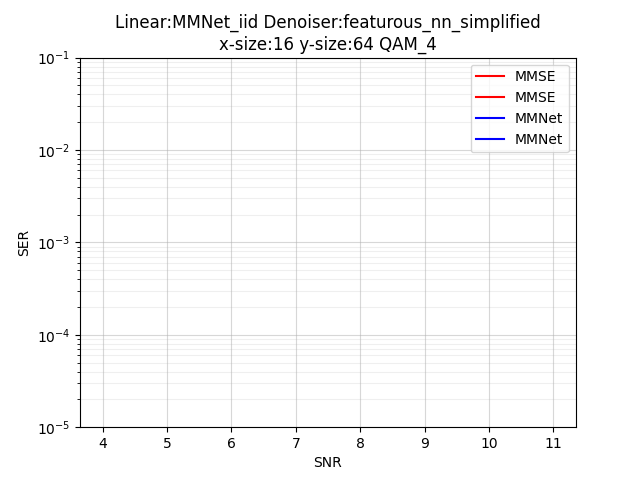 Linear:MMNet_iid Denoiser:featurous_nn_simplified
x-size:16 y-size:64 QAM_4
MMSE
MMSE
MMNet
MMNet
SER
10⁻¹
10⁻²
10⁻³
10⁻⁴
10⁻⁵
4 5 6 7 8 9 10 11
SNR